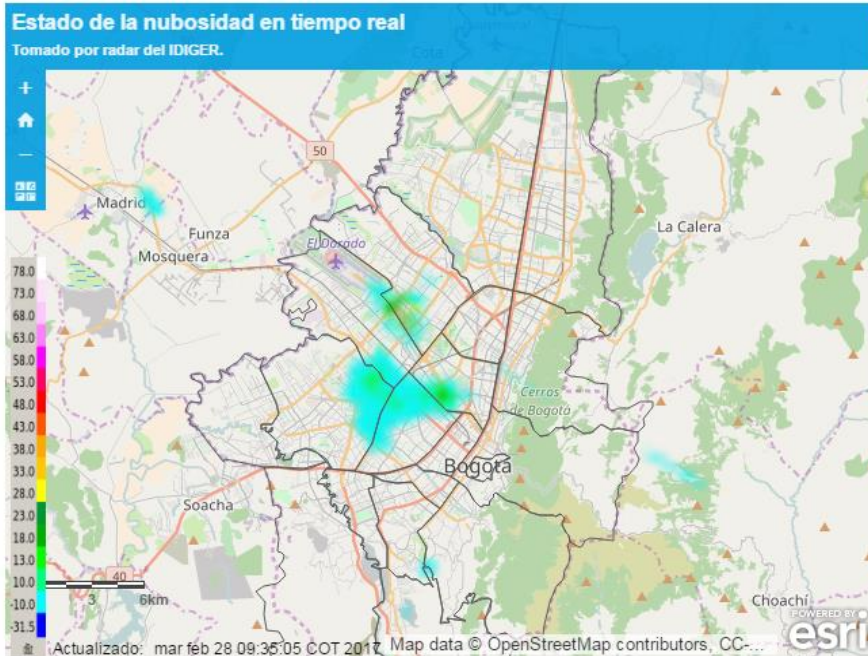 Estado de la nubosidad en tiempo real
Tomado por radar del IDIGER.
Cota
+
−
50
Madrid
Funza
Mosquera
El Dorado
La Calera
78.0
73.0
68.0
63.0
58.0
53.0
48.0
43.0
38.0
33.0
28.0
23.0
18.0
13.0
10.0
-10.0
-31.5
Cerros
de Bogotá
Bogotá
Soacha
40
3 6km
Choachí
POWERED BY
esri
Actualizado: mar feb 28 09:35:05 COT 2017
Map data © OpenStreetMap contributors, CC-...